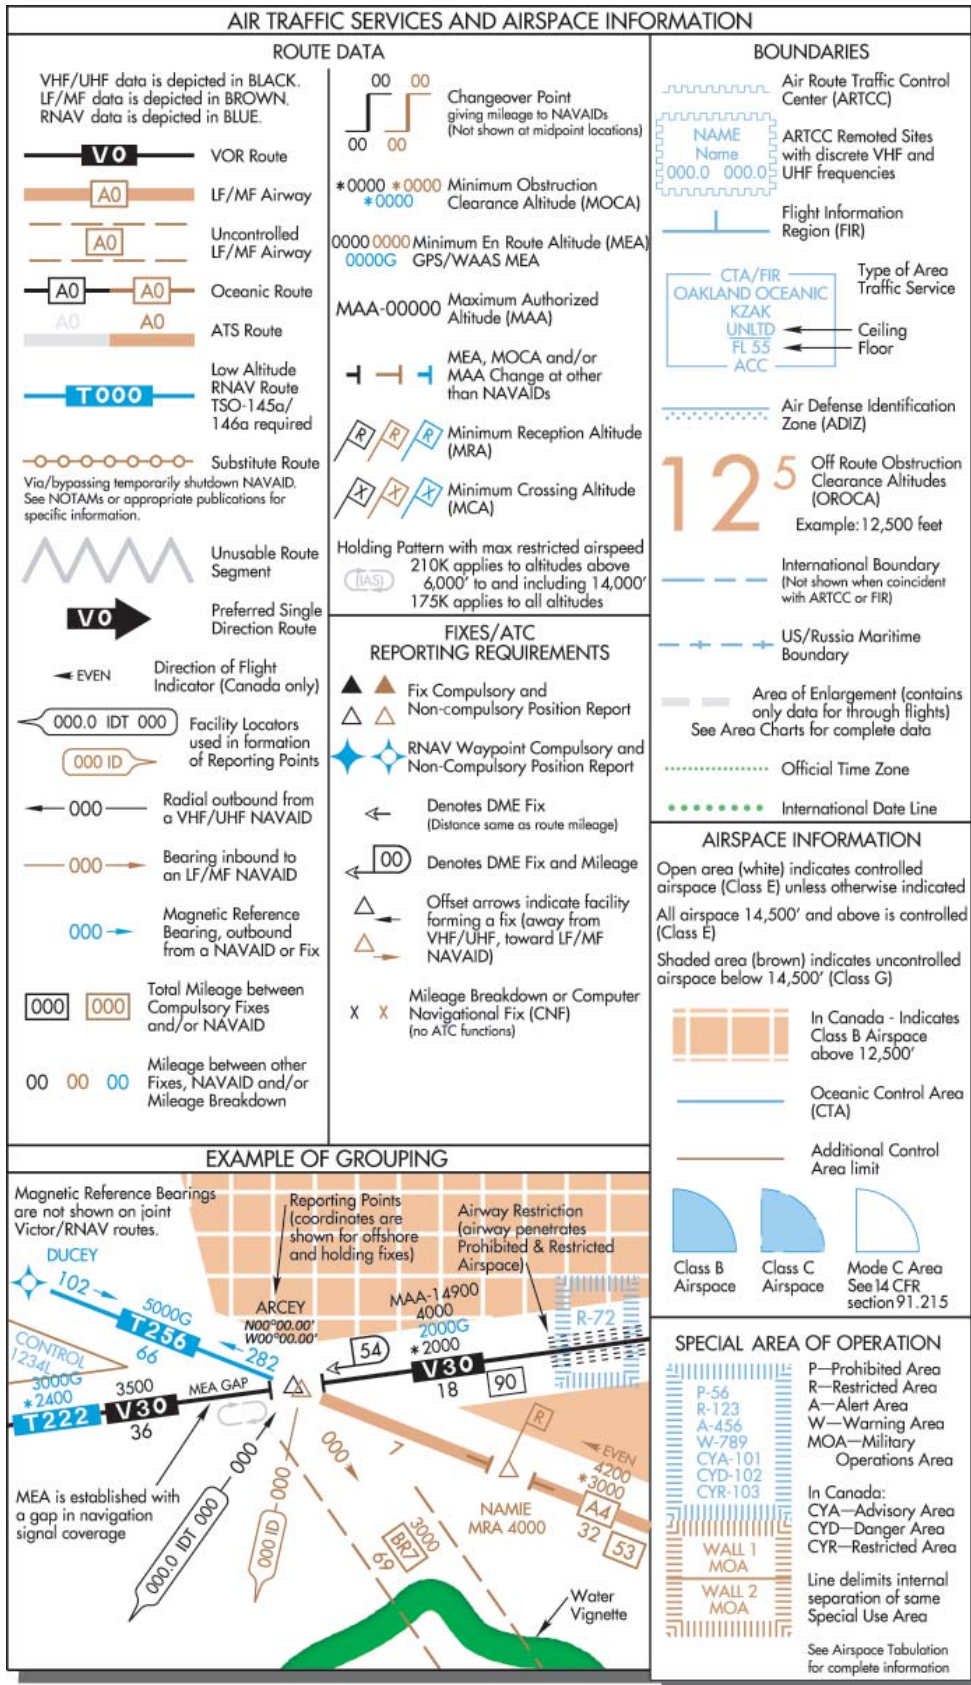 AIR TRAFFIC SERVICES AND AIRSPACE INFORMATION
ROUTE DATA
VHF/UHF data is depicted in BLACK.
LF/MF data is depicted in BROWN.
RNAV data is depicted in BLUE.
V0
VOR Route
A0
LF/MF Airway
A0
Uncontrolled
LF/MF Airway
A0 A0
Oceanic Route
A0 A0
ATS Route
T000
Low Altitude
RNAV Route
TSO-145a/
146a required
Substitute Route
Via/bypassing temporarily shutdown NAVAID.
See NOTAMs or appropriate publications for
specific information.
Unusable Route
Segment
V0
Preferred Single
Direction Route
EVEN
Direction of Flight
Indicator (Canada only)
000.0 IDT 000
000 ID
Facility Locators
used in formation
of Reporting Points
000
Radial outbound from
a VHF/UHF NAVAID
000
Bearing inbound to
an LF/MF NAVAID
000
Magnetic Reference
Bearing, outbound
from a NAVAID or Fix
000 000
Total Mileage between
Compulsory Fixes
and/or NAVAID
00 00 00
Mileage between other
Fixes, NAVAID and/or
Mileage Breakdown
00 00
00 00
Changeover Point
giving mileage to NAVAIDs
(Not shown at midpoint locations)
*0000 *0000
*0000
Minimum Obstruction
Clearance Altitude (MOCA)
0000 0000 Minimum En Route Altitude (MEA)
0000G GPS/WAAS MEA
MAA-00000
Maximum Authorized
Altitude (MAA)
MEA, MOCA and/or
MAA Change at other
than NAVAIDs
R R R
Minimum Reception Altitude
(MRA)
X X X
Minimum Crossing Altitude
(MCA)
Holding Pattern with max restricted airspeed
(IAS)
210K applies to altitudes above
6,000' to and including 14,000'
175K applies to all altitudes
FIXES/ATC
REPORTING REQUIREMENTS
Fix Compulsory and
Non-compulsory Position Report
RNAV Waypoint Compulsory and
Non-Compulsory Position Report
Denotes DME Fix
(Distance same as route mileage)
00
Denotes DME Fix and Mileage
Offset arrows indicate facility
forming a fix (away from
VHF/UHF, toward LF/MF
NAVAID)
X X
Mileage Breakdown or Computer
Navigational Fix (CNF)
(no ATC functions)
BOUNDARIES
Air Route Traffic Control
Center (ARTCC)
NAME
Name
000.0 000.0
ARTCC Remoted Sites
with discrete VHF and
UHF frequencies
Flight Information
Region (FIR)
CTA/FIR
OAKLAND OCEANIC
KZAK
UNLTD
FL 55
ACC
Type of Area
Traffic Service
Ceiling
Floor
Air Defense Identification
Zone (ADIZ)
12 5
Off Route Obstruction
Clearance Altitudes
(OROCA)
Example: 12,500 feet
International Boundary
(Not shown when coincident
with ARTCC or FIR)
US/Russia Maritime
Boundary
Area of Enlargement (contains
only data for through flights)
See Area Charts for complete data
Official Time Zone
International Date Line
AIRSPACE INFORMATION
Open area (white) indicates controlled
airspace (Class E) unless otherwise indicated
All airspace 14,500' and above is controlled
(Class E)
Shaded area (brown) indicates uncontrolled
airspace below 14,500' (Class G)
In Canada - Indicates
Class B Airspace
above 12,500'
Oceanic Control Area
(CTA)
Additional Control
Area limit
Class B
Airspace
Class C
Airspace
Mode C Area
See 14 CFR
section 91.215
SPECIAL AREA OF OPERATION
P-56
R-123
A-456
W-789
CYA-101
CYD-102
CYR-103
WALL 1
MOA
WALL 2
MOA
P—Prohibited Area
R—Restricted Area
A—Alert Area
W—Warning Area
MOA—Military
Operations Area
In Canada:
CYA—Advisory Area
CYD—Danger Area
CYR—Restricted Area
Line delimits internal
separation of same
Special Use Area
See Airspace Tabulation
for complete information
EXAMPLE OF GROUPING
Magnetic Reference Bearings
are not shown on joint
Victor/RNAV routes.
DUCEY
102
5000G
T256
66
282
Reporting Points
(coordinates are
shown for offshore
and holding fixes)
ARCEY
N00°00.00'
W00°00.00'
Airway Restriction
(airway penetrates
Prohibited & Restricted
Airspace)
MAA-14900
4000
2000G
*2000
V30
18
90
54
R-72
CONTROL
1234L
3000G
*2400
T222
3500
V30
36
MEA GAP
MEA is established with
a gap in navigation
signal coverage
000.0 IDT 000
000
000 ID
000
000
7
R
NAMIE
MRA 4000
EVEN
4200
*3000
A4
32
53
3000
BR7
69
Water
Vignette